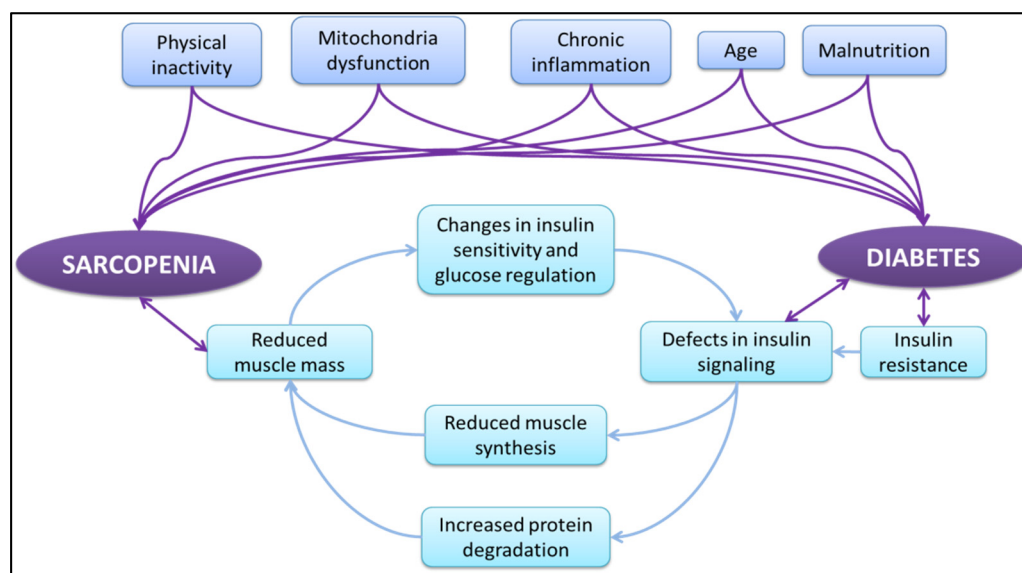 Physical
inactivity
Mitochondria
dysfunction
Chronic
inflammation
Age
Malnutrition
SARCOPENIA
Changes in insulin
sensitivity and
glucose regulation
DIABETES
Reduced
muscle mass
Defects in insulin
signaling
Insulin
resistance
Reduced muscle
synthesis
Increased protein
degradation